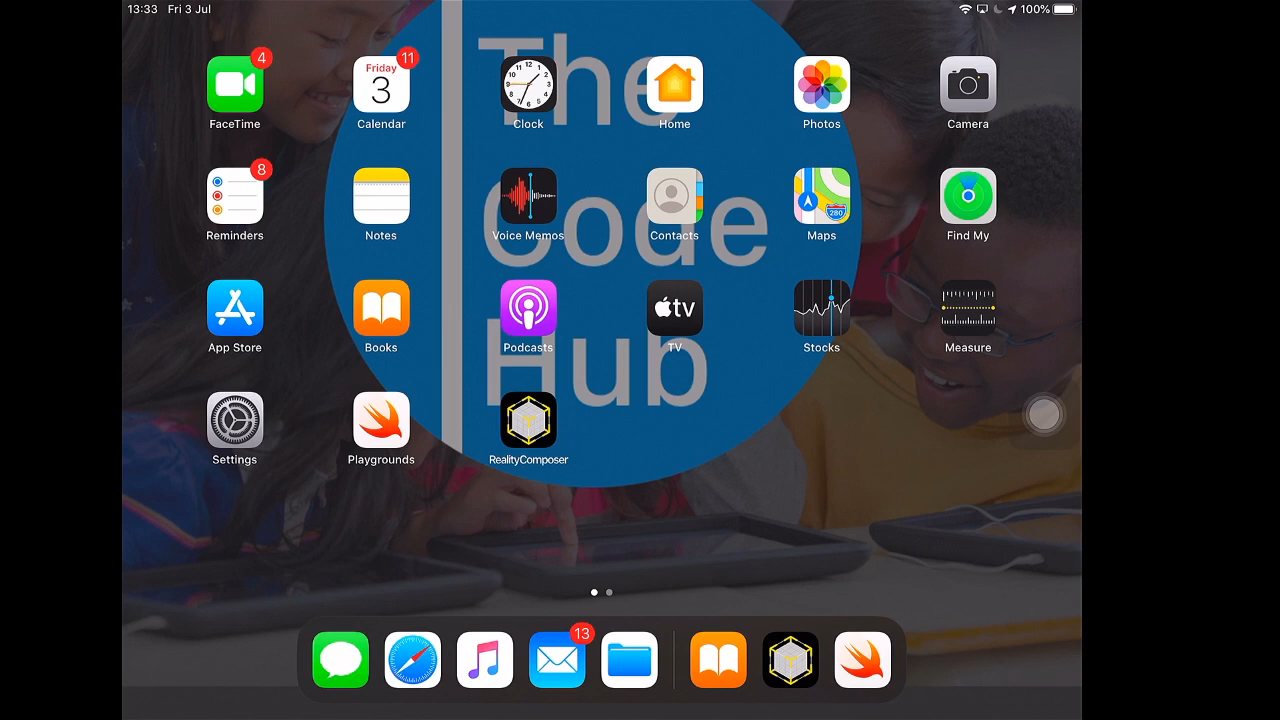 13:33 Fri 3 Jul
100%
The
Code
Hub
4
11
Friday
3
12
FaceTime
Calendar
Clock
Home
Photos
Camera
8
280
Reminders
Notes
Voice Memos
Contacts
Maps
Find My
tv
App Store
Books
Podcasts
TV
Stocks
Measure
Settings
Playgrounds
RealityComposer
13